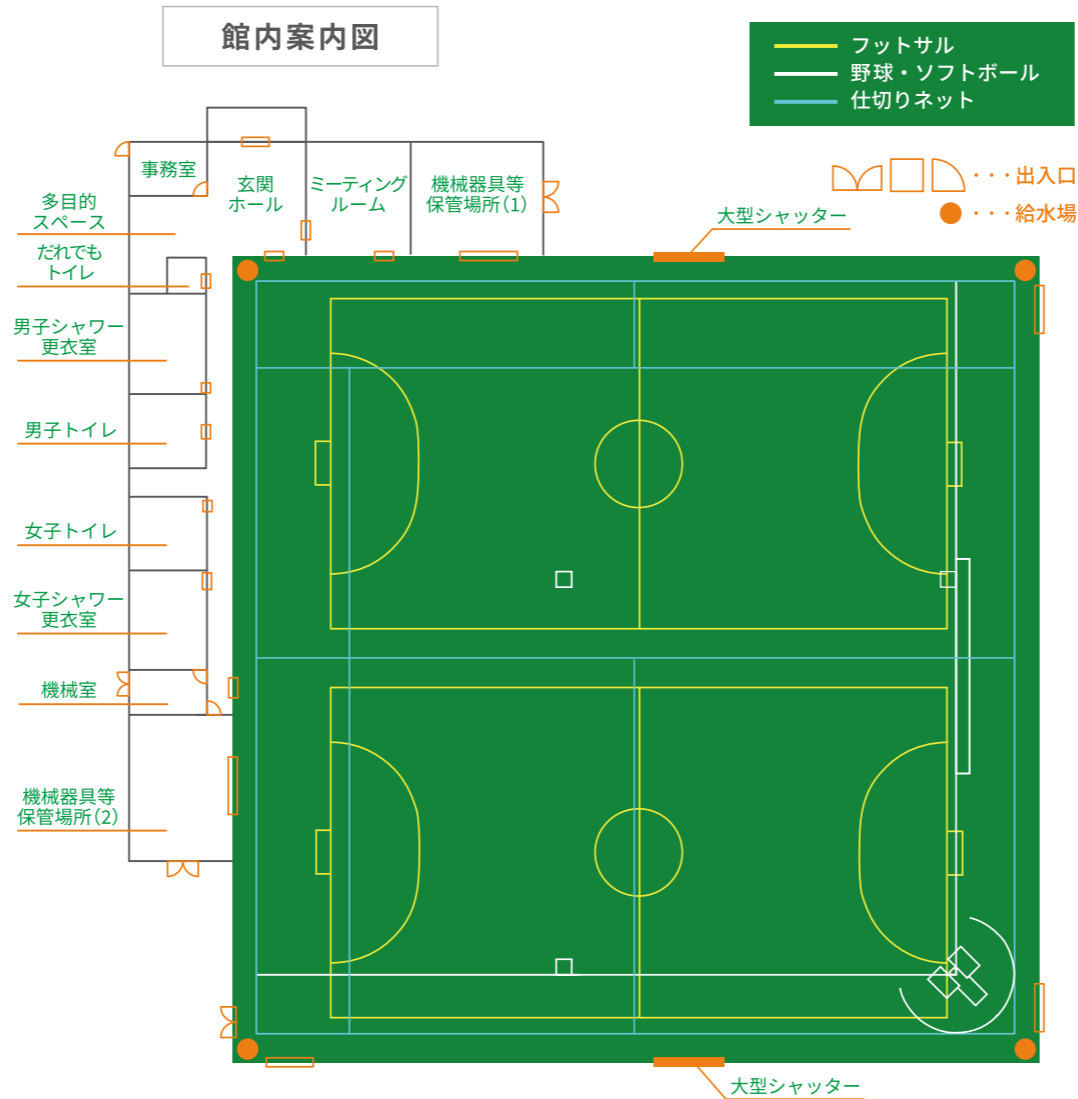 館内案内図
フットサル
野球・ソフトボール
仕切りネット
・・・出入口
・・・給水場
大型シャッター
事務室
玄関
ホール
ミーティング
ルーム
機械器具等
保管場所(1)
多目的
スペース
だれでも
トイレ
男子シャワー
更衣室
男子トイレ
女子トイレ
女子シャワー
更衣室
機械室
機械器具等
保管場所(2)
大型シャッター